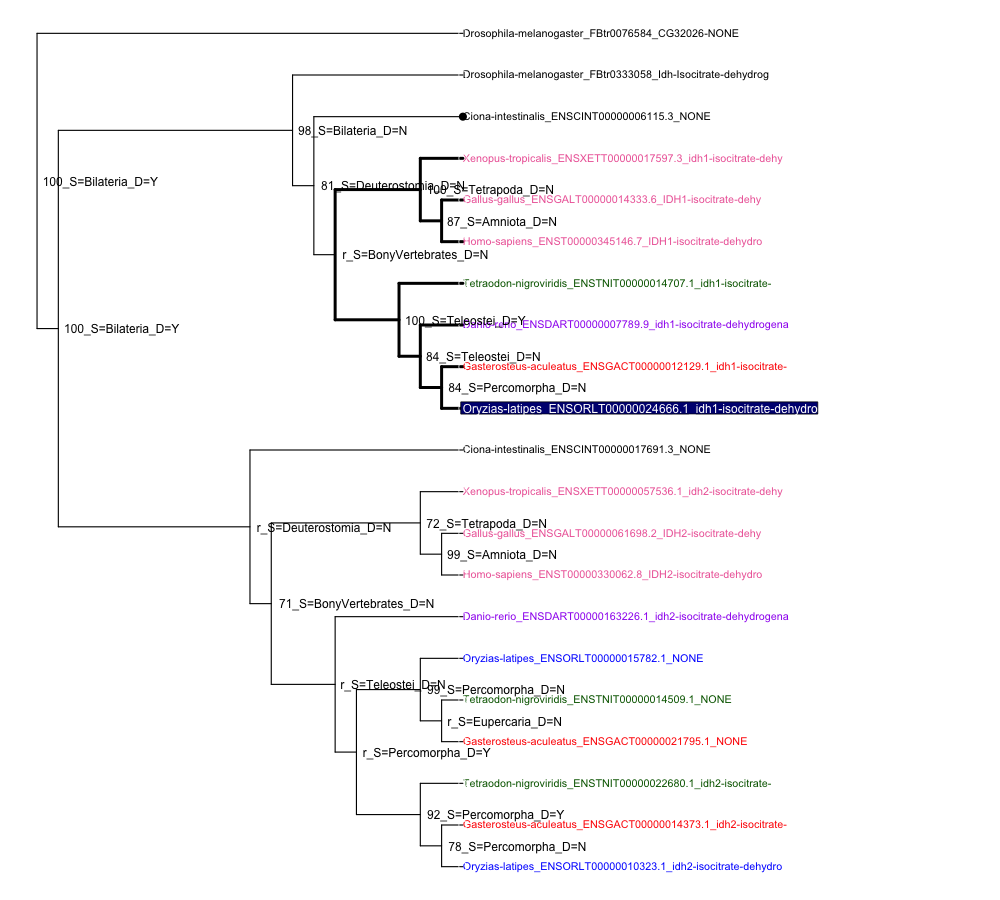 Drosophila-melanogaster_FBtr0076584_CG32026-NONE
Drosophila-melanogaster_FBtr0333058_Idh-Isocitrate-dehydrog
Ciona-intestinalis_ENSCINT00000006115.3_NONE
98_S=Bilateria_D=N
Xenopus-tropicalis_ENSXETT00000017597.3_idh1-isocitrate-dehy
100_S=Bilateria_D=Y
81_S=Deuterostomia_D=N
100_S=Tetrapoda_D=N
Gallus-gallus_ENSGALT00000014333.6_IDH1-isocitrate-dehy
87_S=Amniota_D=N
Homo-sapiens_ENST00000345146.7_IDH1-isocitrate-dehydro
r_S=BonyVertebrates_D=N
Tetraodon-nigroviridis_ENSTNIT00000014707.1_idh1-isocitrate-
100_S=Teleostei_D=Y
Danio-rerio_ENSDART00000007789.9_idh1-isocitrate-dehydrogena
100_S=Bilateria_D=Y
84_S=Teleostei_D=N
Gasterosteus-aculeatus_ENSGACT00000012129.1_idh1-isocitrate-
84_S=Percomorpha_D=N
Oryzias-latipes_ENSORLT00000024666.1_idh1-isocitrate-dehydro
Ciona-intestinalis_ENSCINT00000017691.3_NONE
Xenopus-tropicalis_ENSXETT00000057536.1_idh2-isocitrate-dehy
r_S=Deuterostomia_D=N
72_S=Tetrapoda_D=N
Gallus-gallus_ENSGALT00000061698.2_IDH2-isocitrate-dehy
99_S=Amniota_D=N
Homo-sapiens_ENST00000330062.8_IDH2-isocitrate-dehydro
71_S=BonyVertebrates_D=N
Danio-rerio_ENSDART00000163226.1_idh2-isocitrate-dehydrogena
Oryzias-latipes_ENSORLT00000015782.1_NONE
r_S=Teleostei_D=N
99_S=Percomorpha_D=N
Tetraodon-nigroviridis_ENSTNIT00000014509.1_NONE
r_S=Eupercaria_D=N
Gasterosteus-aculeatus_ENSGACT00000021795.1_NONE
r_S=Percomorpha_D=Y
Tetraodon-nigroviridis_ENSTNIT00000022680.1_idh2-isocitrate-
92_S=Percomorpha_D=Y
Gasterosteus-aculeatus_ENSGACT00000014373.1_idh2-isocitrate-
78_S=Percomorpha_D=N
Oryzias-latipes_ENSORLT00000010323.1_idh2-isocitrate-dehydro